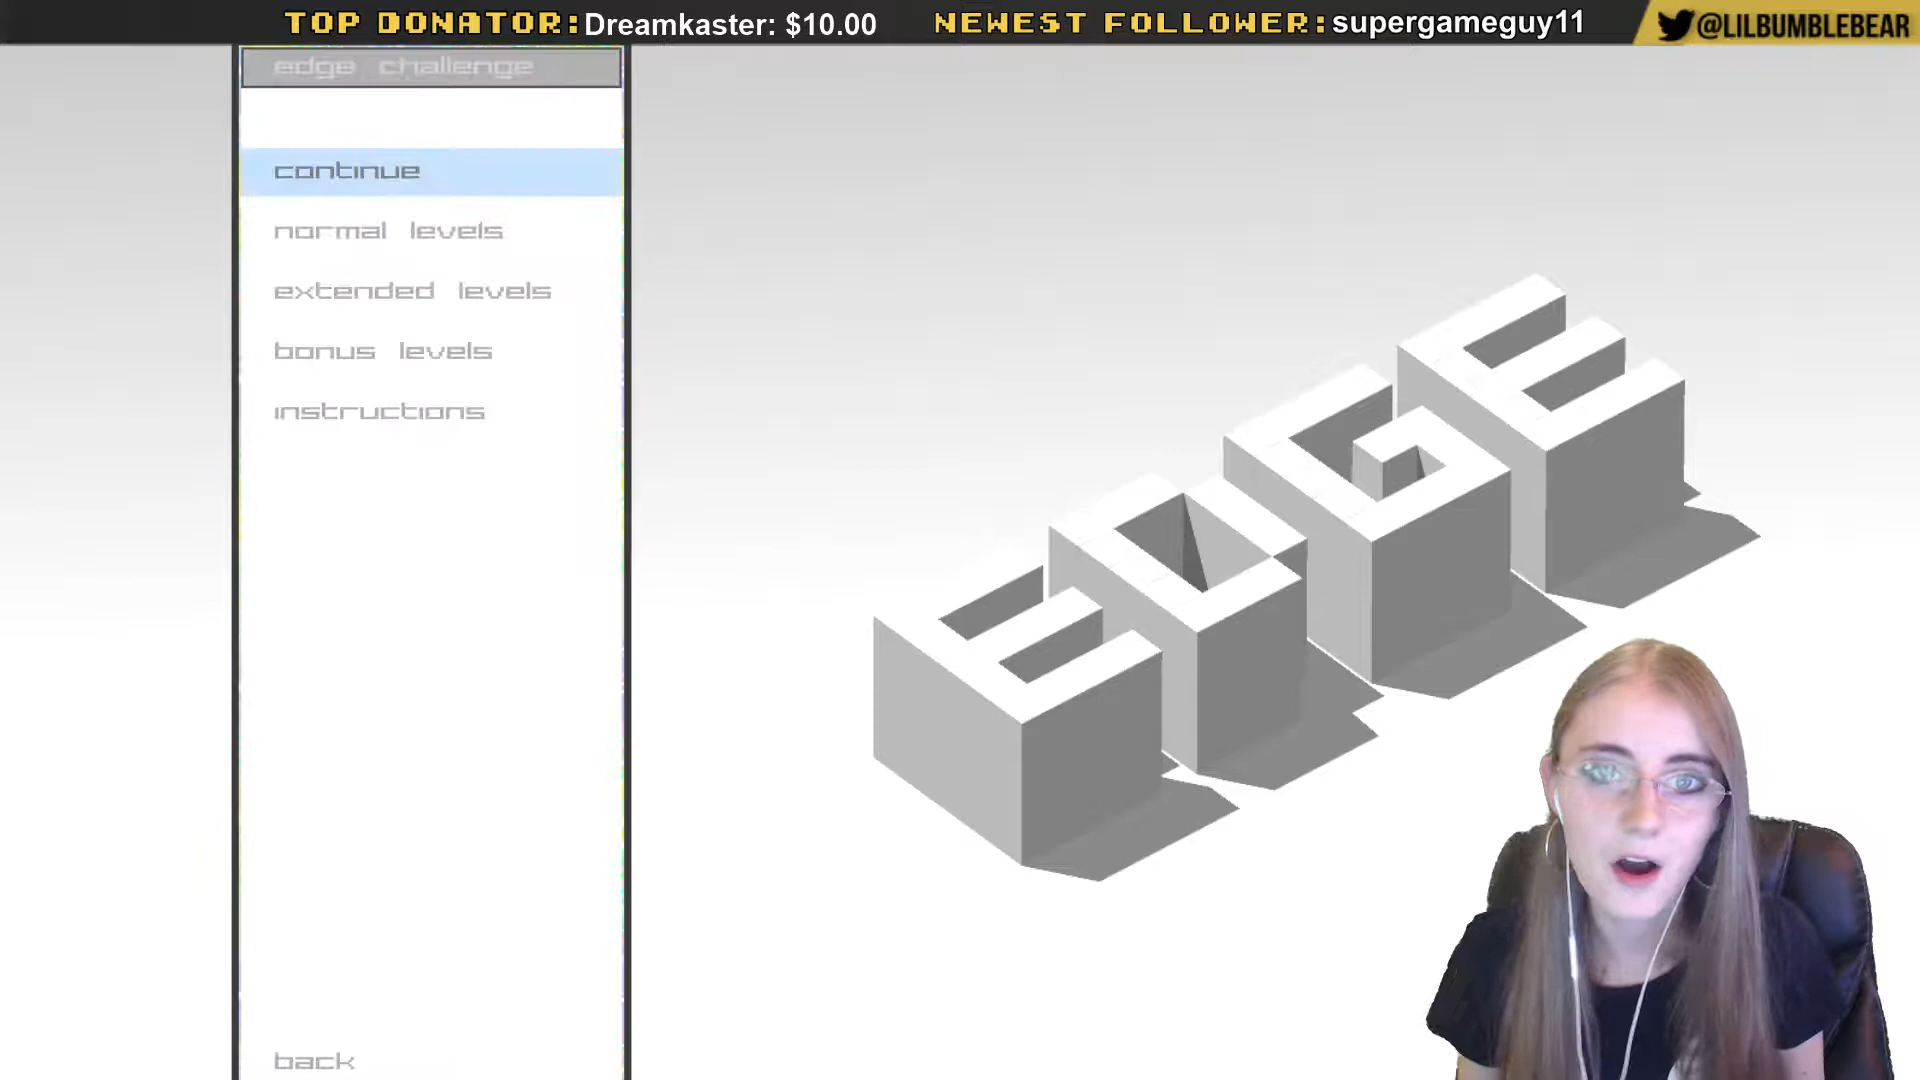 TOP DONATOR: Dreamkaster: $10.00 NEWEST FOLLOWER: supergameguy11 @LILBUMBLEBEAR
edge challenge
continue
normal levels
extended levels
bonus levels
instructions
back
EDGE